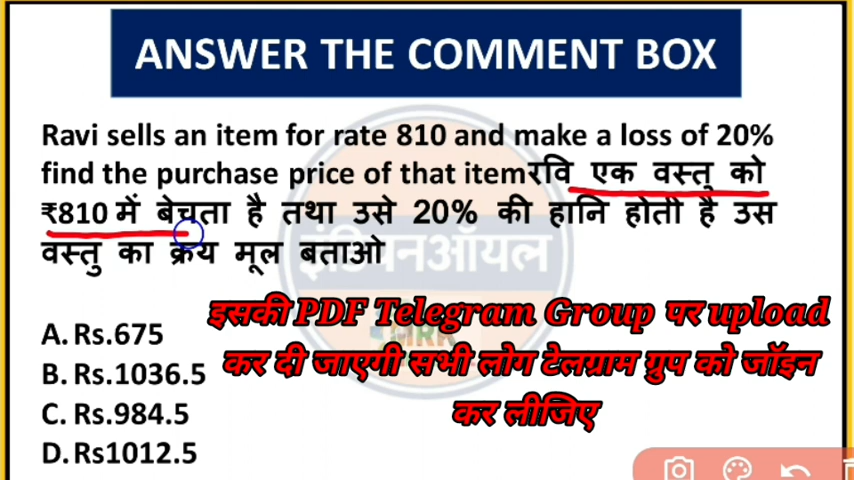 ANSWER THE COMMENT BOX
Ravi sells an item for rate 810 and make a loss of 20%
find the purchase price of that itemरवि एक वस्तु को
₹810 में बेचता है तथा उसे 20% की हानि होती है उस
वस्तु का क्रय मूल बताओ
इंडियनऑयल
इसकी PDF Telegram Group पर upload
कर दी जाएगी सभी लोग टेलग्राम ग्रुप को जॉइन
कर लीजिए
A. Rs.675
B. Rs.1036.5
C. Rs.984.5
D. Rs1012.5